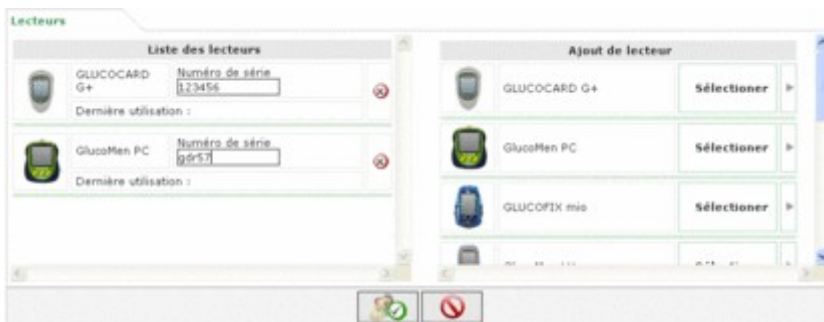 Lecteurs
Liste des lecteurs
GLUCOCARD G+
Numéro de série
123456
Dernière utilisation :
GlucoMen PC
Numéro de série
gdr57
Dernière utilisation :
Ajout de lecteur
GLUCOCARD G+
Sélectioner
GlucoMen PC
Sélectioner
GLUCOFIX mio
Sélectioner